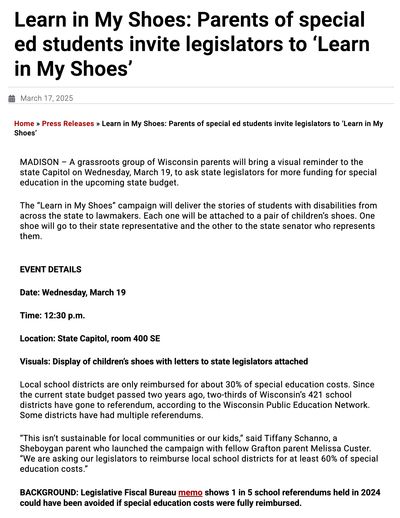 Learn in My Shoes: Parents of special
ed students invite legislators to ‘Learn
in My Shoes’
March 17, 2025
Home » Press Releases » Learn in My Shoes: Parents of special ed students invite legislators to ‘Learn in My
Shoes’
MADISON – A grassroots group of Wisconsin parents will bring a visual reminder to the
state Capitol on Wednesday, March 19, to ask state legislators for more funding for special
education in the upcoming state budget.
The “Learn in My Shoes” campaign will deliver the stories of students with disabilities from
across the state to lawmakers. Each one will be attached to a pair of children’s shoes. One
shoe will go to their state representative and the other to the state senator who represents
them.
EVENT DETAILS
Date: Wednesday, March 19
Time: 12:30 p.m.
Location: State Capitol, room 400 SE
Visuals: Display of children’s shoes with letters to state legislators attached
Local school districts are only reimbursed for about 30% of special education costs. Since
the current state budget passed two years ago, two-thirds of Wisconsin’s 421 school
districts have gone to referendum, according to the Wisconsin Public Education Network.
Some districts have had multiple referendums.
“This isn’t sustainable for local communities or our kids,” said Tiffany Schanno, a
Sheboygan parent who launched the campaign with fellow Grafton parent Melissa Custer.
“We are asking our legislators to reimburse local school districts for at least 60% of special
education costs.”
BACKGROUND: Legislative Fiscal Bureau memo shows 1 in 5 school referendums held in 2024
could have been avoided if special education costs were fully reimbursed.